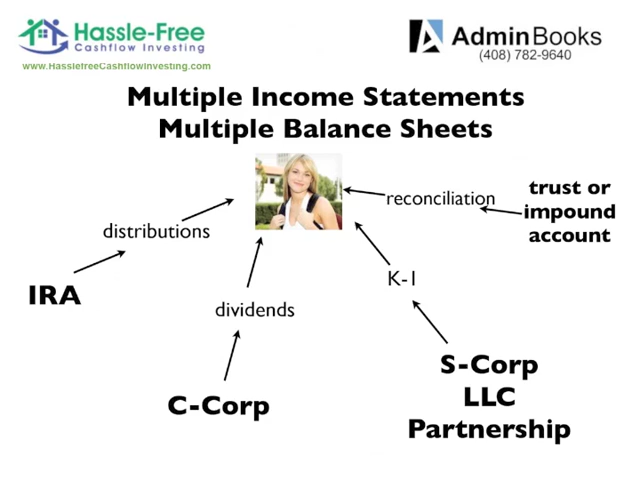 Hassle-Free
Cashflow Investing
www.HasslefreeCashflowInvesting.com
AdminBooks
(408) 782-9640
Multiple Income Statements
Multiple Balance Sheets
reconciliation
trust or
impound
account
distributions
IRA
K-1
dividends
C-Corp
S-Corp
LLC
Partnership